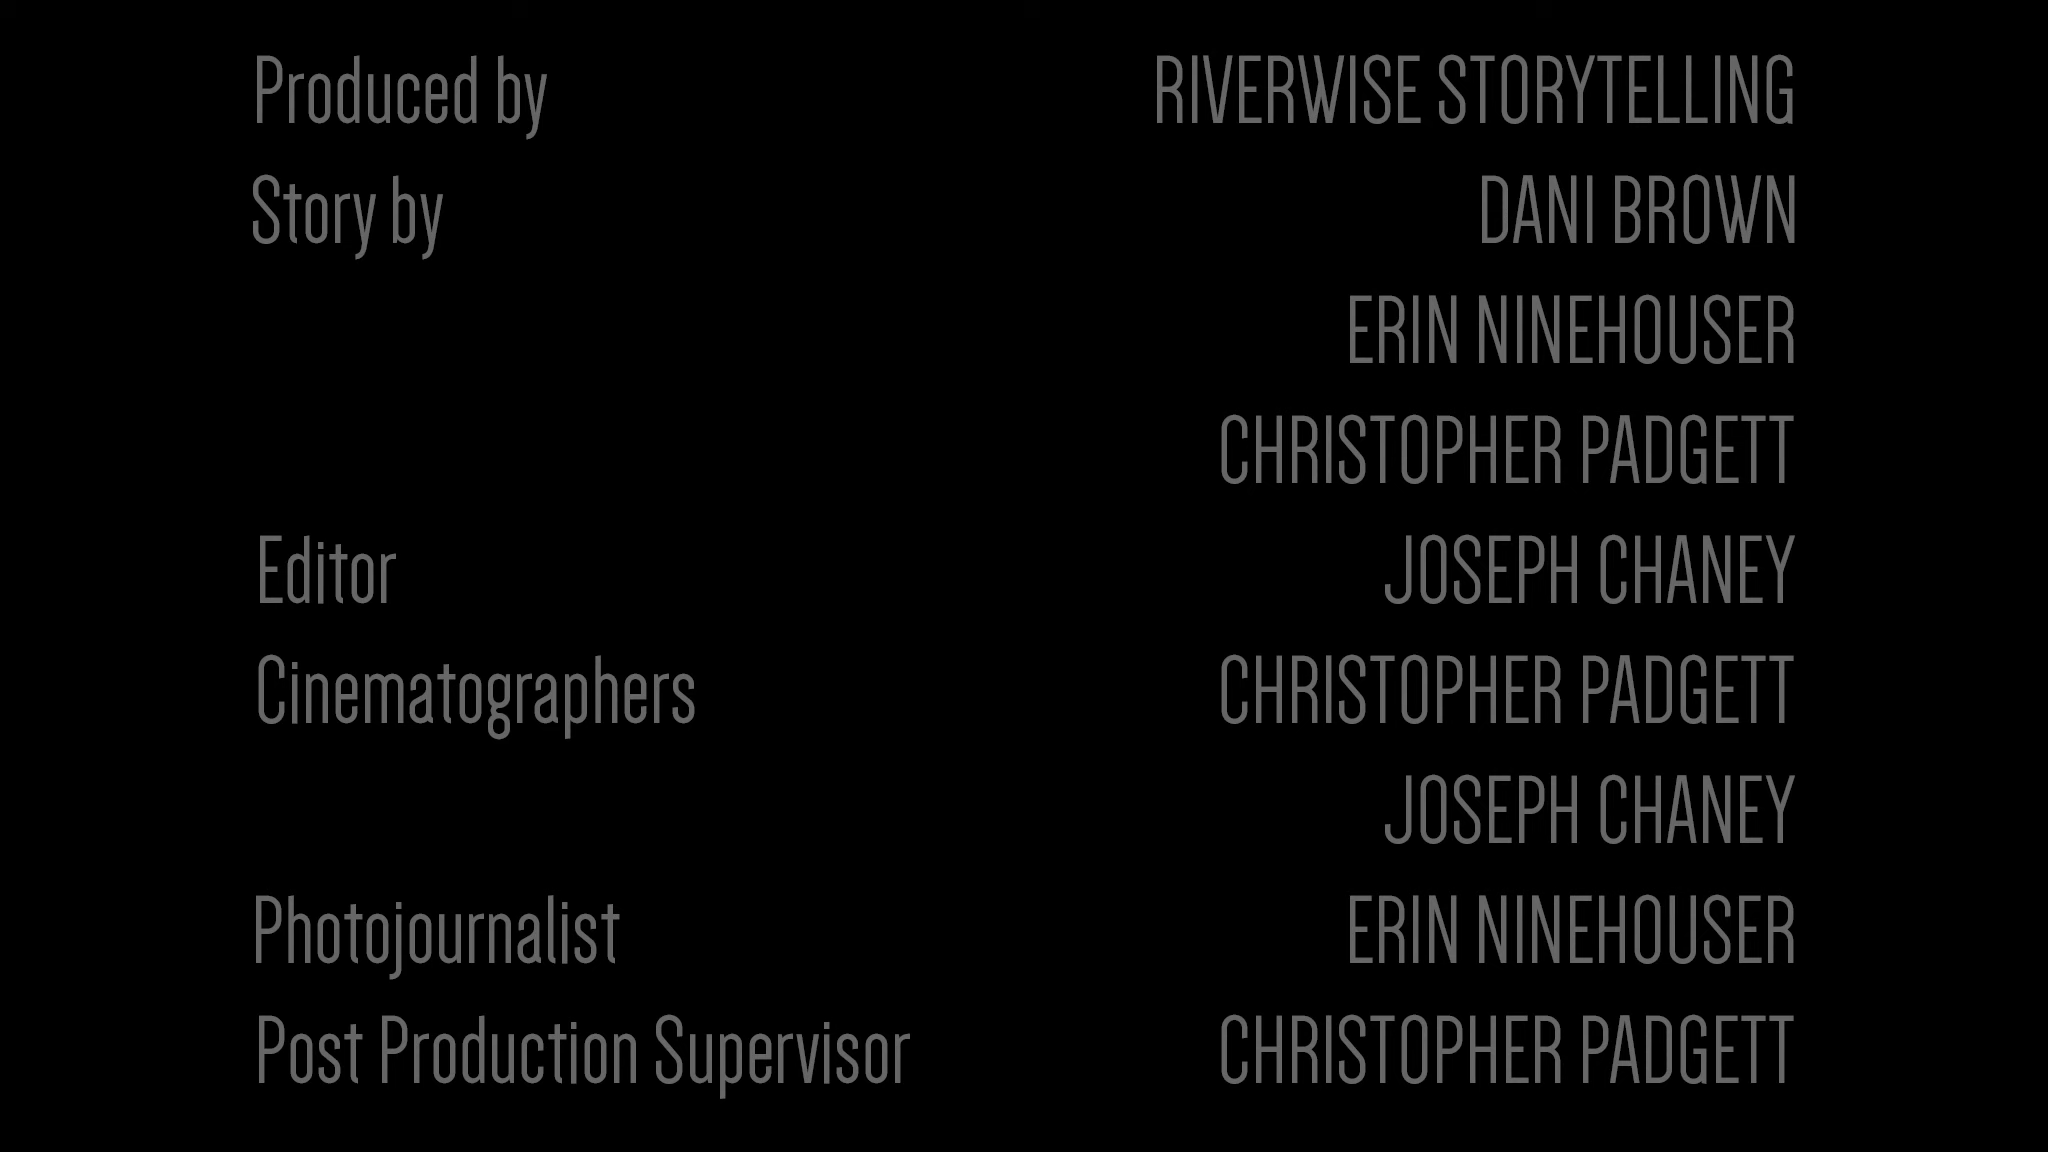 Produced by RIVERWISE STORYTELLING
Story by DANI BROWN
ERIN NINEHOUSER
CHRISTOPHER PADGETT
Editor JOSEPH CHANEY
Cinematographers CHRISTOPHER PADGETT
JOSEPH CHANEY
Photojournalist ERIN NINEHOUSER
Post Production Supervisor CHRISTOPHER PADGETT